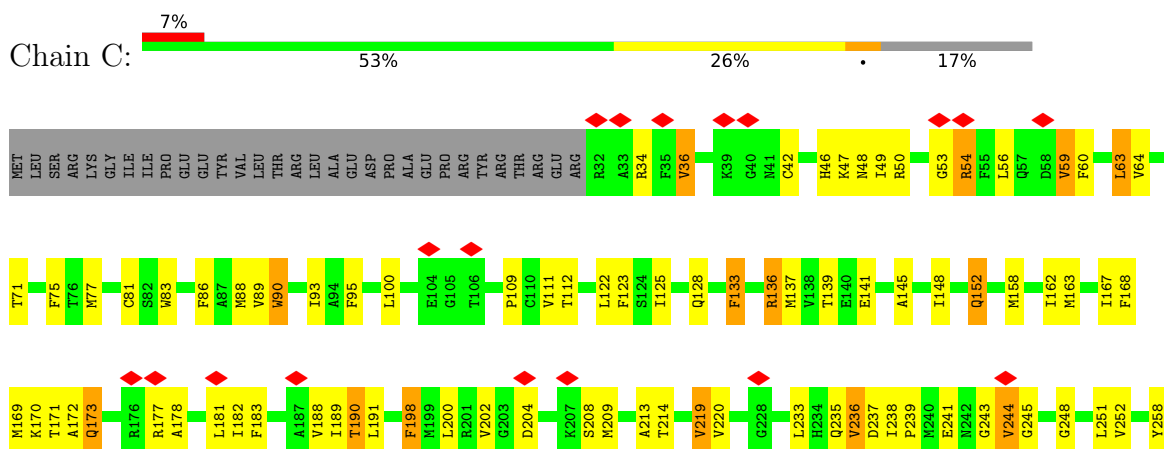 7%
Chain C:
53% 26% • 17%
MET LEU SER ARG LYS GLY ILE ILE PRO GLU GLU TYR VAL LEU THR ARG LEU ALA GLU ASP PRO ALA GLU PRO ARG TYR ARG THR ARG GLU ARG R32 A33 R34 F35 V36 K39 G40 N41 C42 H46 K47 N48 I49 R50 G53 R54 F55 L56 Q57 D58 V59 F60 L63 V64
T71 F75 T76 M77 C81 S82 W83 F86 A87 M88 V89 W90 I93 A94 F95 L100 E104 G105 T106 P109 C110 V111 T112 L122 F123 S124 I125 Q128 F133 R136 M137 V138 T139 E140 E141 A145 I148 Q152 M158 I162 M163 I167 F168
M169 K170 T171 A172 Q173 R176 R177 A178 L181 I182 F183 A187 V188 I189 T190 L191 F198 M199 L200 R201 V202 G203 D204 K207 S208 M209 A213 T214 V219 V220 G228 L233 H234 Q235 V236 D237 I238 P239 M240 E241 N242 G243 V244 G245 G248 L251 V252 Y258